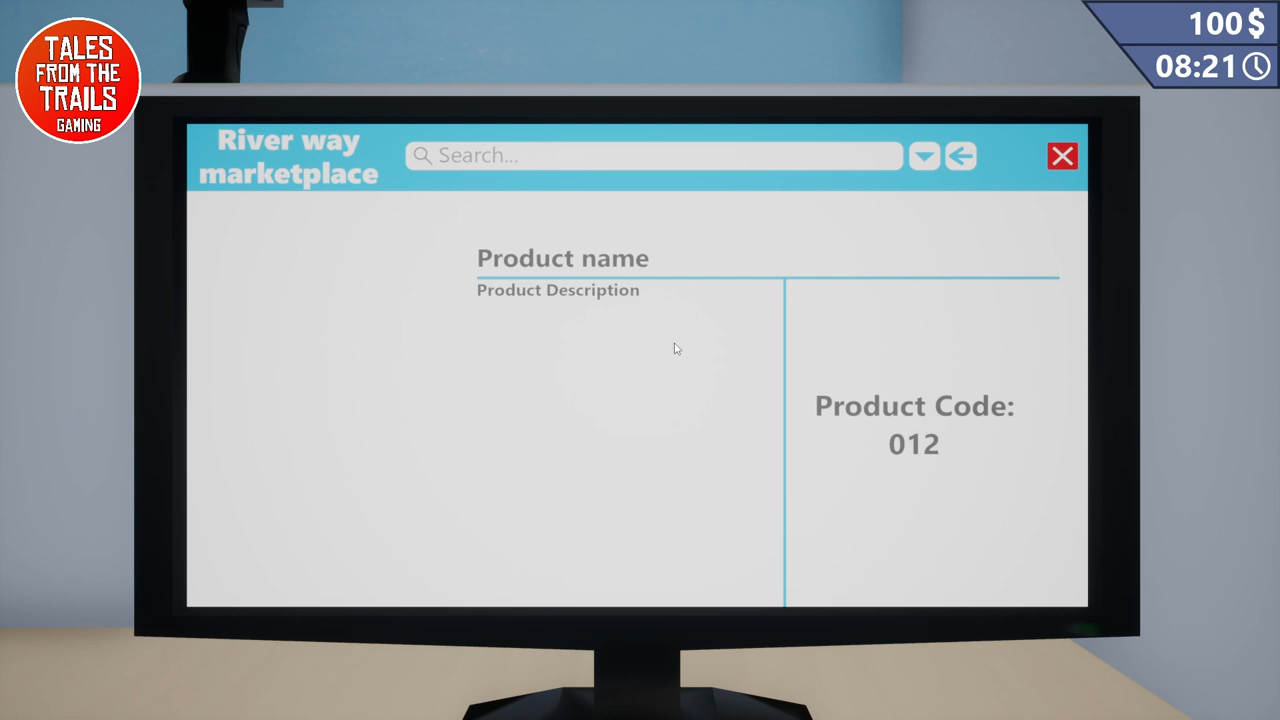 TALES
FROM THE
TRAILS
GAMING
100$
08:21
River way
marketplace
Search...
Product name
Product Description
Product Code:
012